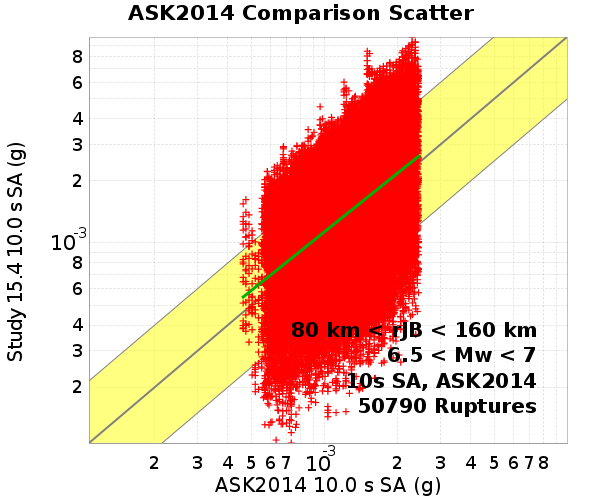 ASK2014 Comparison Scatter
Study 15.4 10.0 s SA (g)
8
6
4
3
2
10-3
8
6
4
3
2
80 km < rJB < 160 km
6.5 < Mw < 7
10s SA, ASK2014
50790 Ruptures
2 3 4 5 6 7 10-3 2 3 4 5 6 7 8
ASK2014 10.0 s SA (g)